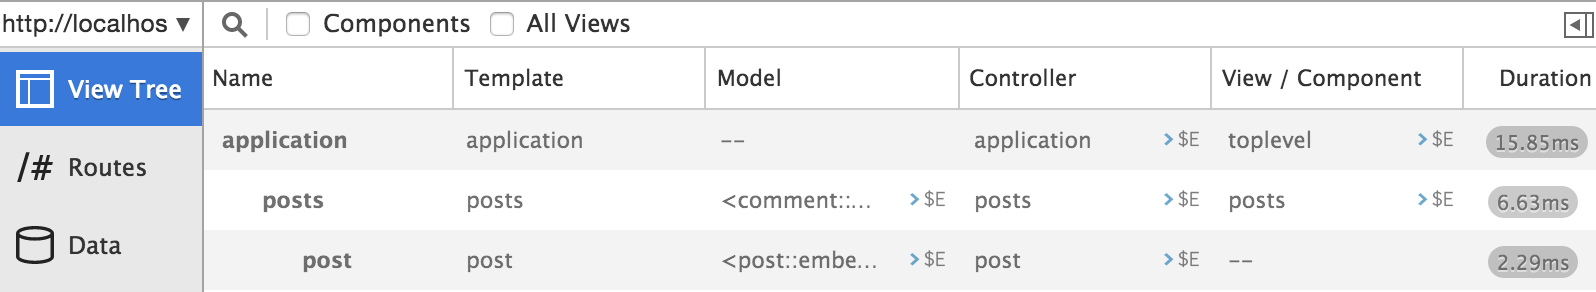 http://localhos ▼ Components All Views
View Tree
/# Routes
Data
Name Template Model Controller View / Component Duration
application application -- application >$E toplevel >$E 15.85ms
posts posts <comment::... >$E posts >$E posts >$E 6.63ms
post post <post::embe... >$E post >$E -- 2.29ms